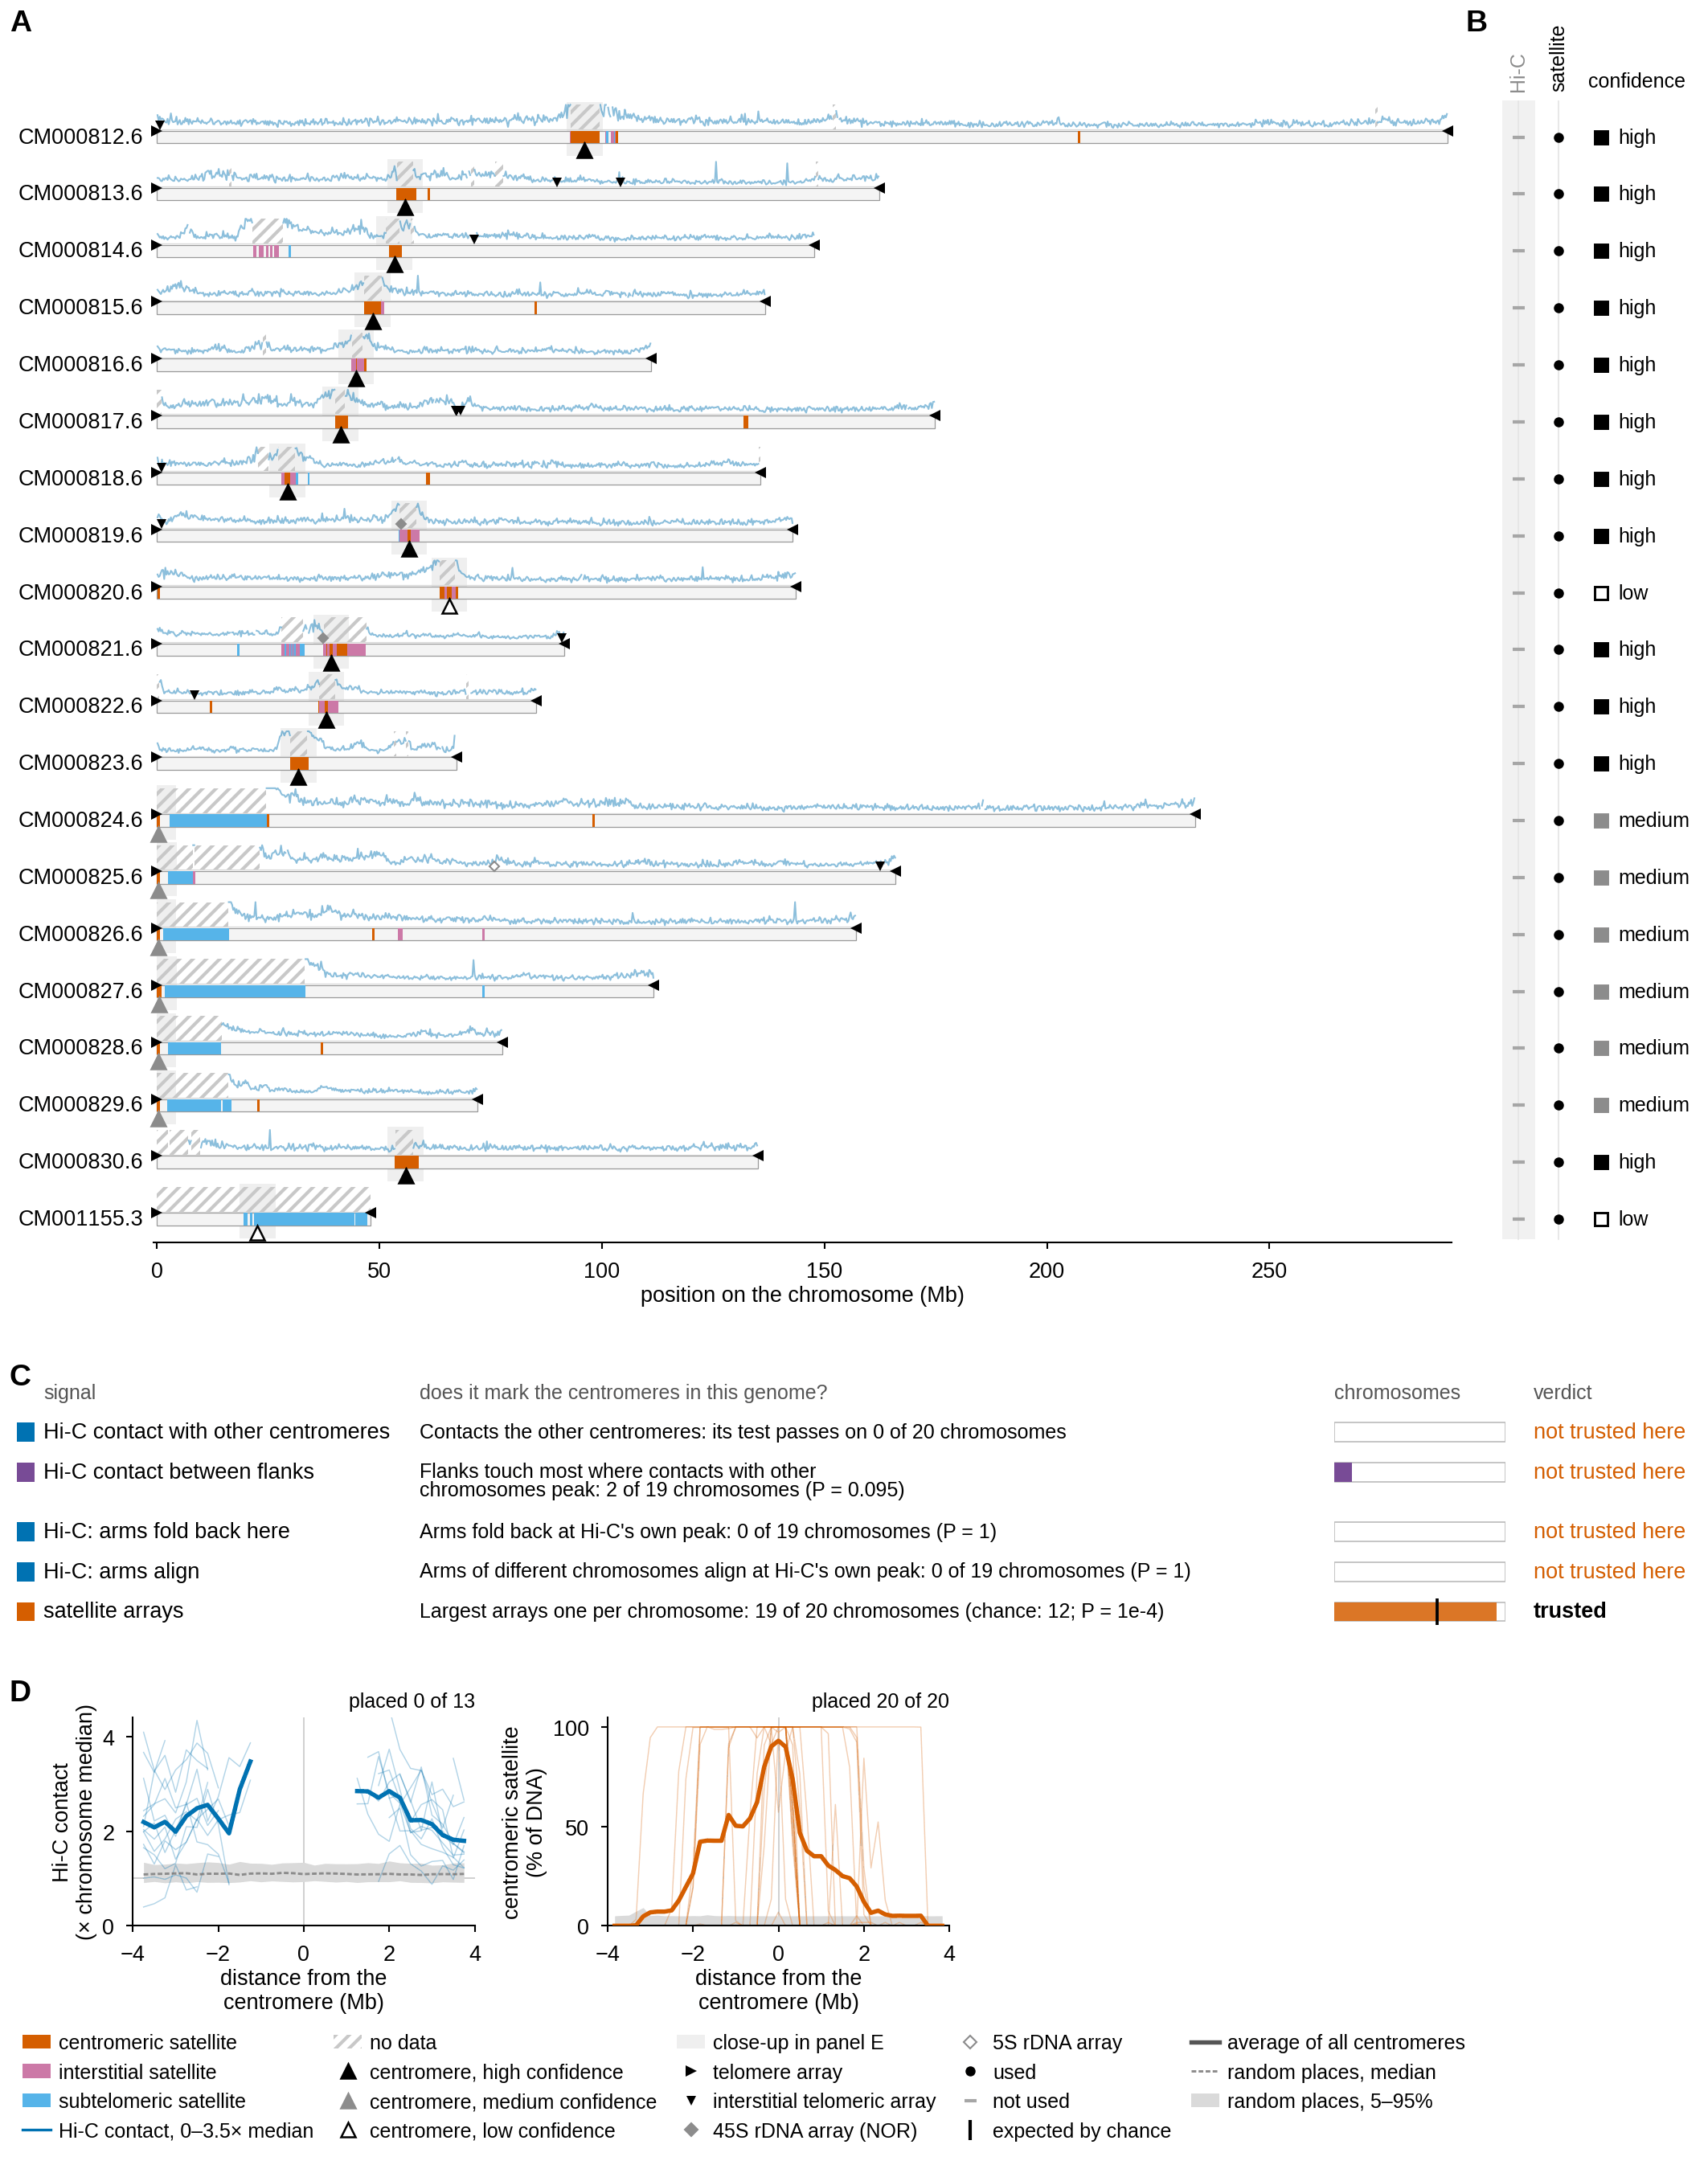 A
B
Hi-C
satellite
confidence
CM000812.6
high
CM000813.6
high
CM000814.6
high
CM000815.6
high
CM000816.6
high
CM000817.6
high
CM000818.6
high
CM000819.6
high
CM000820.6
low
CM000821.6
high
CM000822.6
high
CM000823.6
high
CM000824.6
medium
CM000825.6
medium
CM000826.6
medium
CM000827.6
medium
CM000828.6
medium
CM000829.6
medium
CM000830.6
high
CM001155.3
low
0 50 100 150 200 250
position on the chromosome (Mb)
C
signal does it mark the centromeres in this genome? chromosomes verdict
Hi-C contact with other centromeres Contacts the other centromeres: its test passes on 0 of 20 chromosomes not trusted here
Hi-C contact between flanks Flanks touch most where contacts with other not trusted here
chromosomes peak: 2 of 19 chromosomes (P = 0.095)
Hi-C: arms fold back here Arms fold back at Hi-C's own peak: 0 of 19 chromosomes (P = 1) not trusted here
Hi-C: arms align Arms of different chromosomes align at Hi-C's own peak: 0 of 19 chromosomes (P = 1) not trusted here
satellite arrays Largest arrays one per chromosome: 19 of 20 chromosomes (chance: 12; P = 1e-4) trusted
D
placed 0 of 13
Hi-C contact
(× chromosome median)
4
2
0
−4 −2 0 2 4
distance from the
centromere (Mb)
placed 20 of 20
centromeric satellite
(% of DNA)
100
50
0
−4 −2 0 2 4
distance from the
centromere (Mb)
centromeric satellite
interstitial satellite
subtelomeric satellite
Hi-C contact, 0–3.5× median
no data
centromere, high confidence
centromere, medium confidence
centromere, low confidence
close-up in panel E
telomere array
interstitial telomeric array
45S rDNA array (NOR)
5S rDNA array
used
not used
expected by chance
average of all centromeres
random places, median
random places, 5–95%